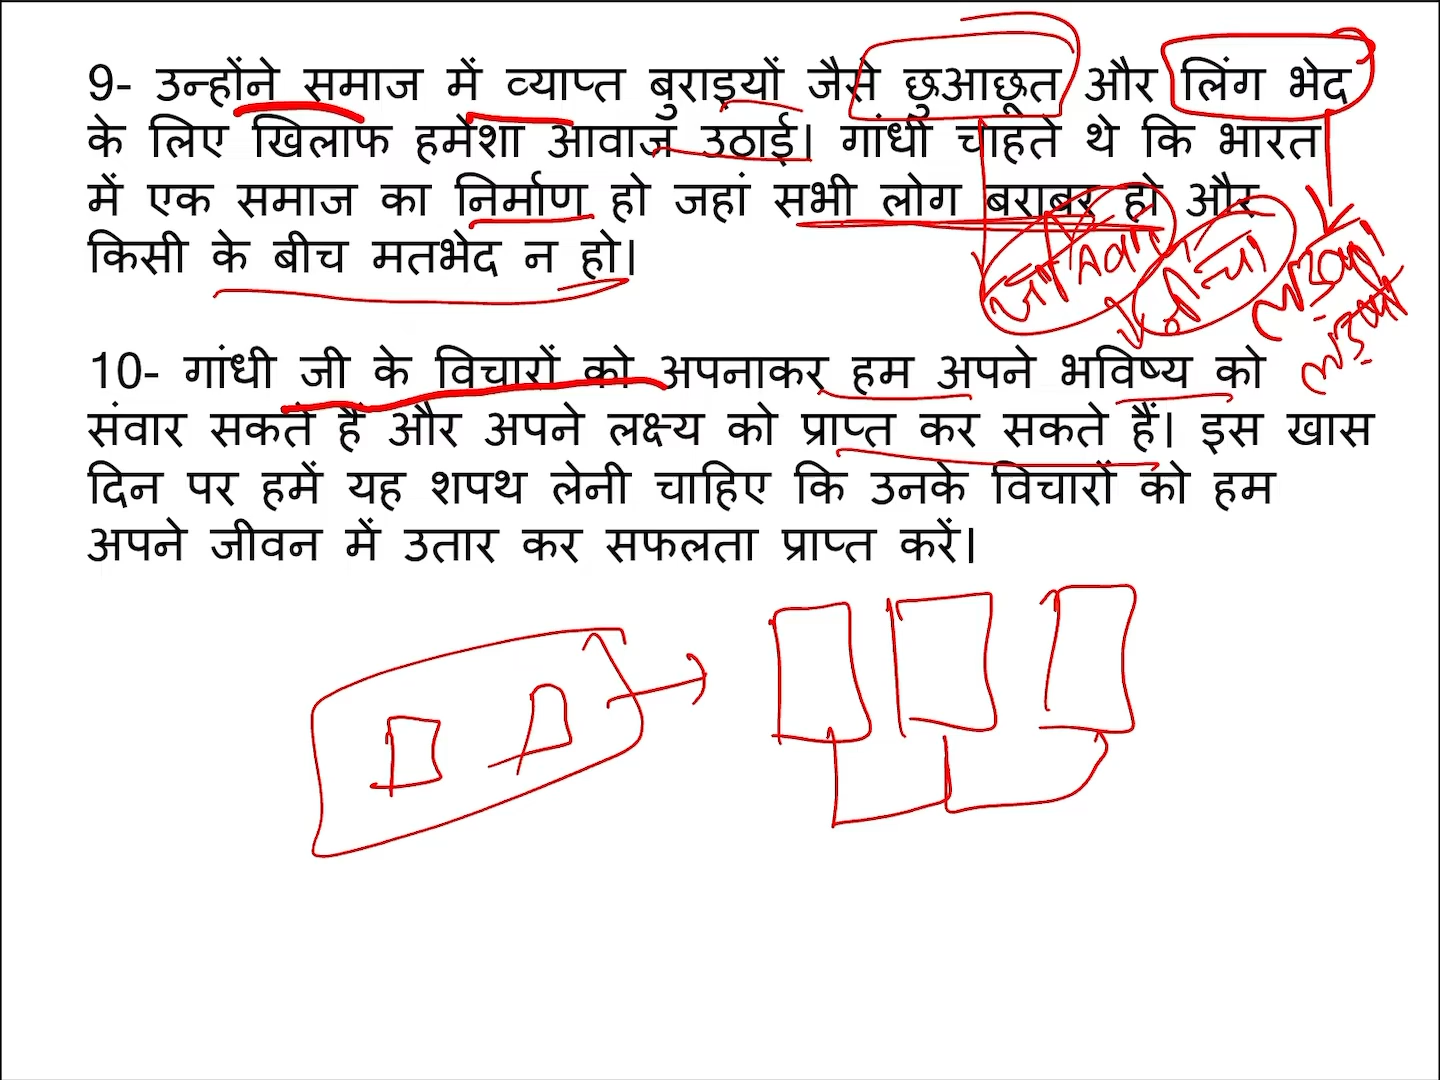 9- उन्होंने समाज में व्याप्त बुराइयों जैसे छुआछूत और लिंग भेद
के लिए खिलाफ हमेशा आवाज उठाई। गांधी चाहते थे कि भारत
में एक समाज का निर्माण हो जहां सभी लोग बराबर हो और
किसी के बीच मतभेद न हो।
10- गांधी जी के विचारों को अपनाकर हम अपने भविष्य को
संवार सकते हैं और अपने लक्ष्य को प्राप्त कर सकते हैं। इस खास
दिन पर हमें यह शपथ लेनी चाहिए कि उनके विचारों को हम
अपने जीवन में उतार कर सफलता प्राप्त करें।